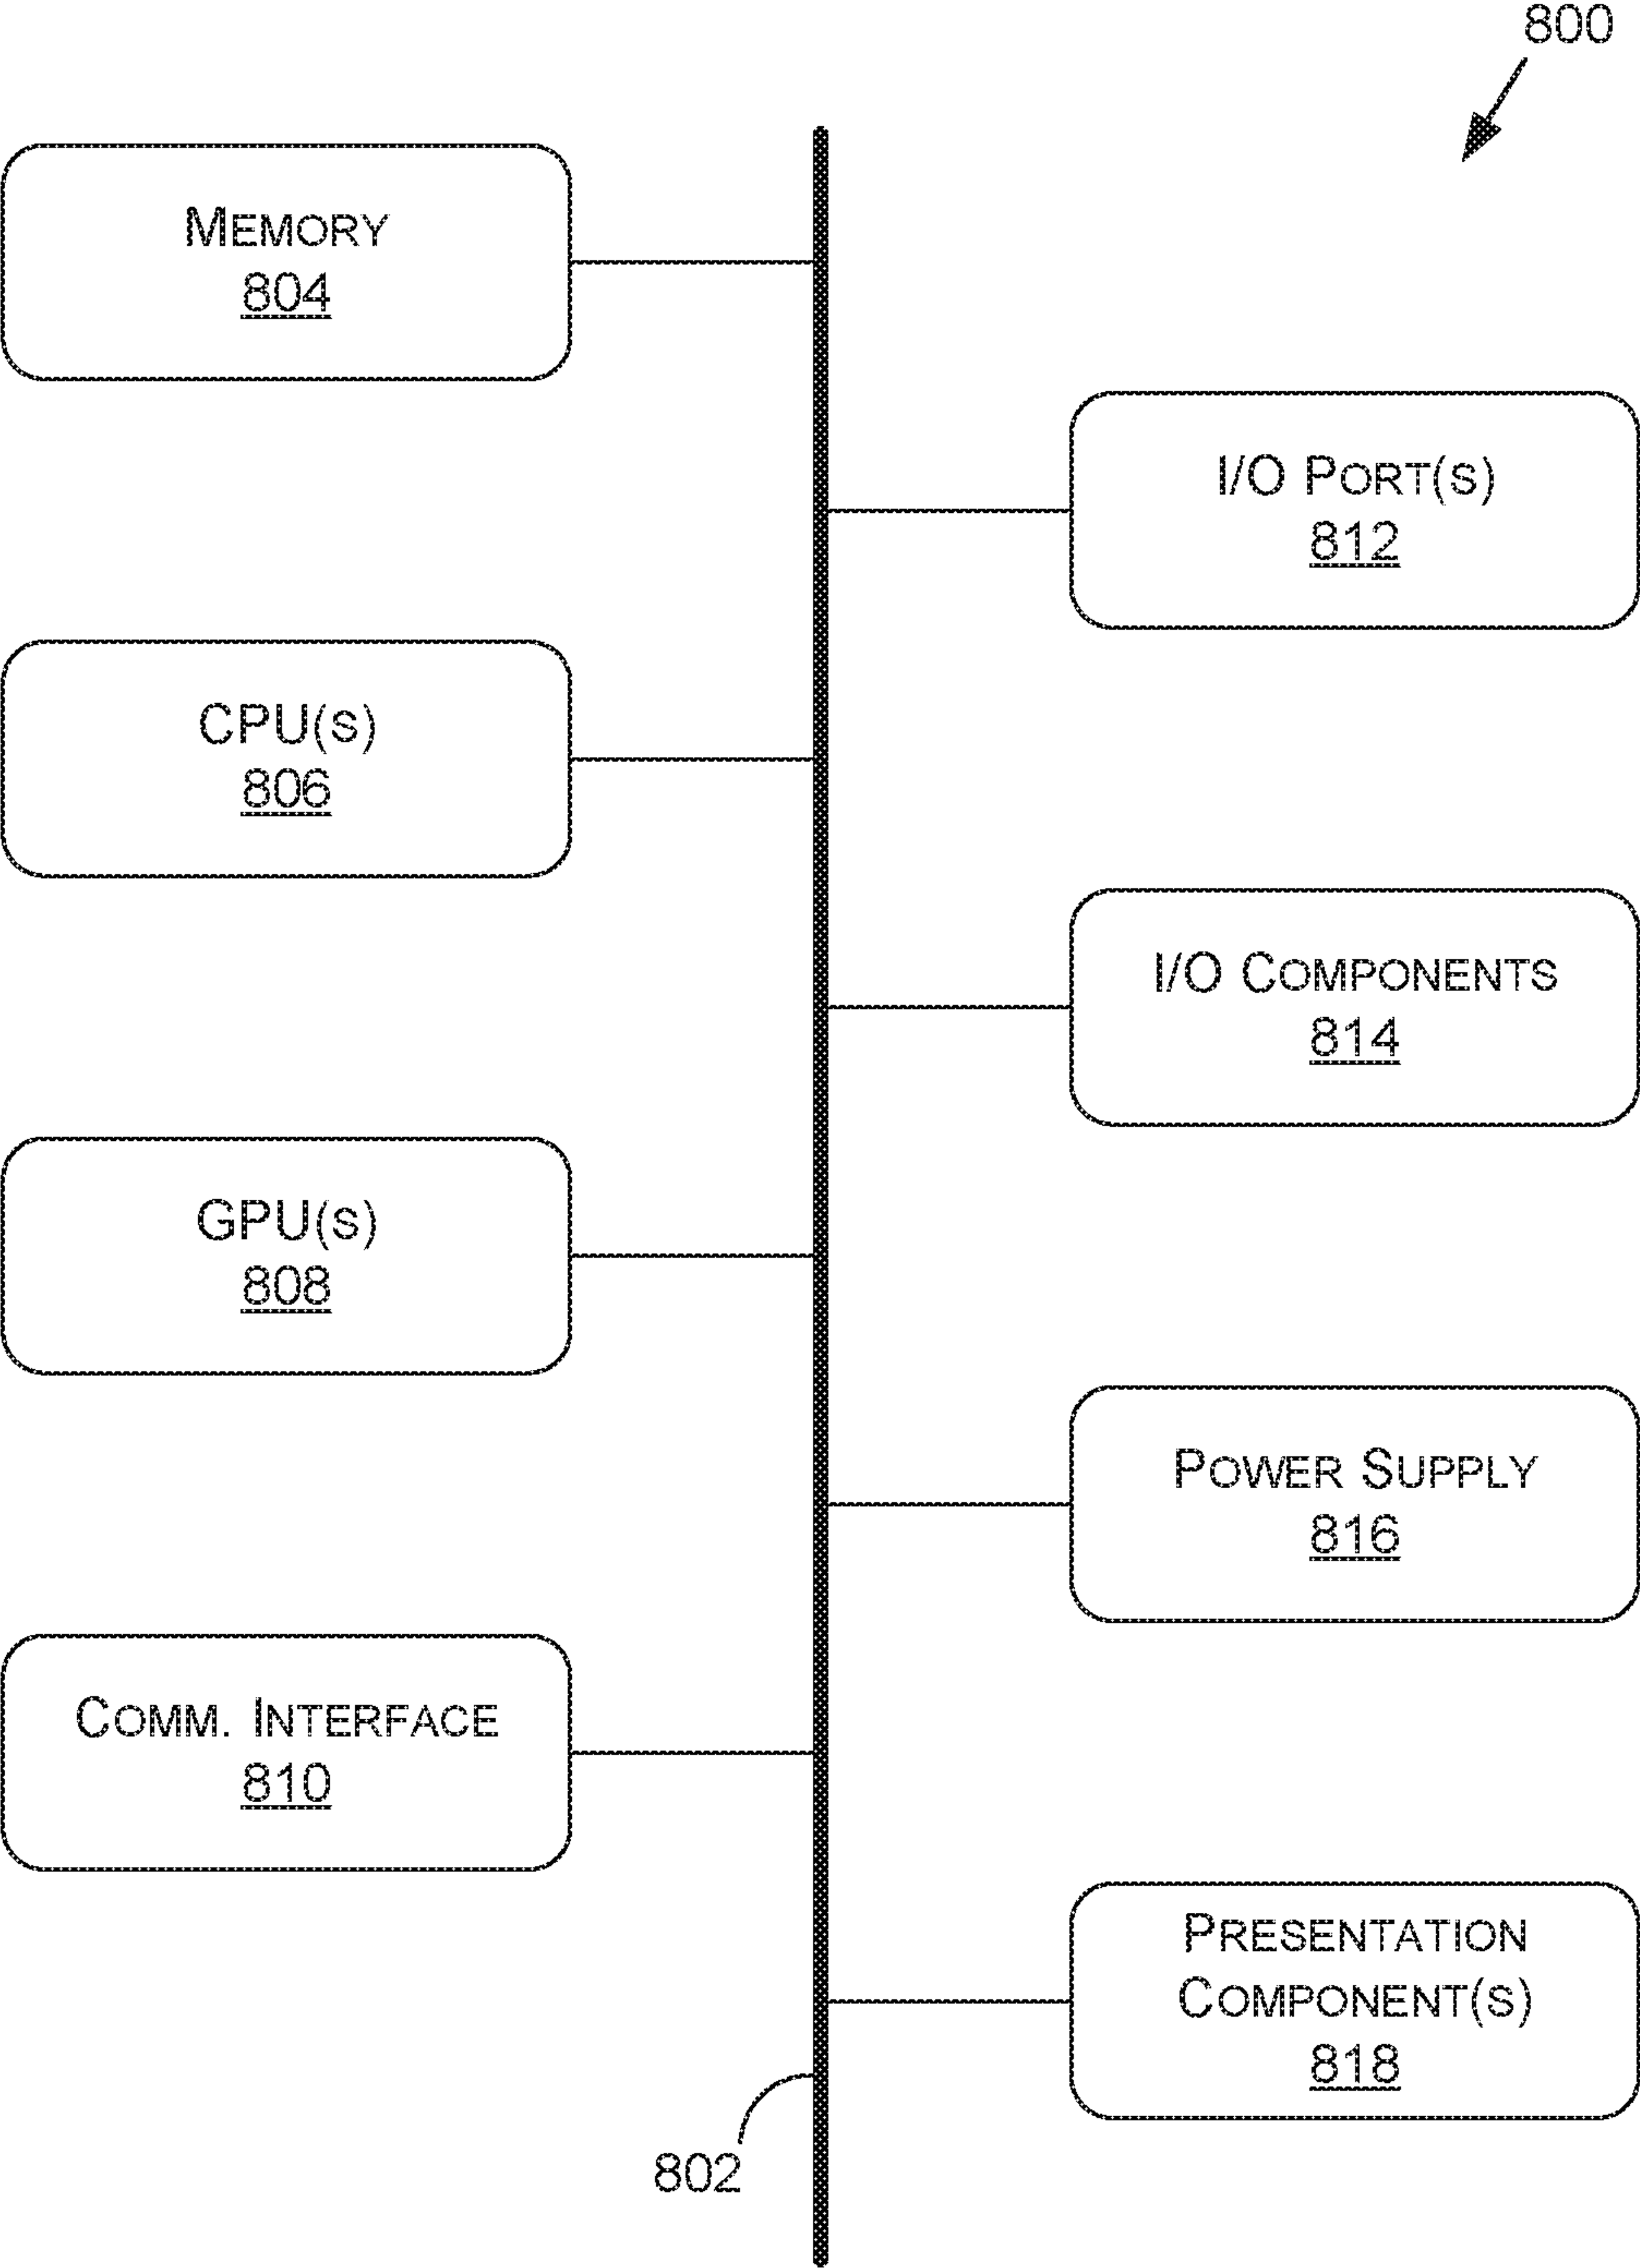 800
MEMORY
804
I/O PORT(S)
812
CPU(S)
806
I/O COMPONENTS
814
GPU(S)
808
POWER SUPPLY
816
COMM. INTERFACE
810
PRESENTATION
COMPONENT(S)
818
802